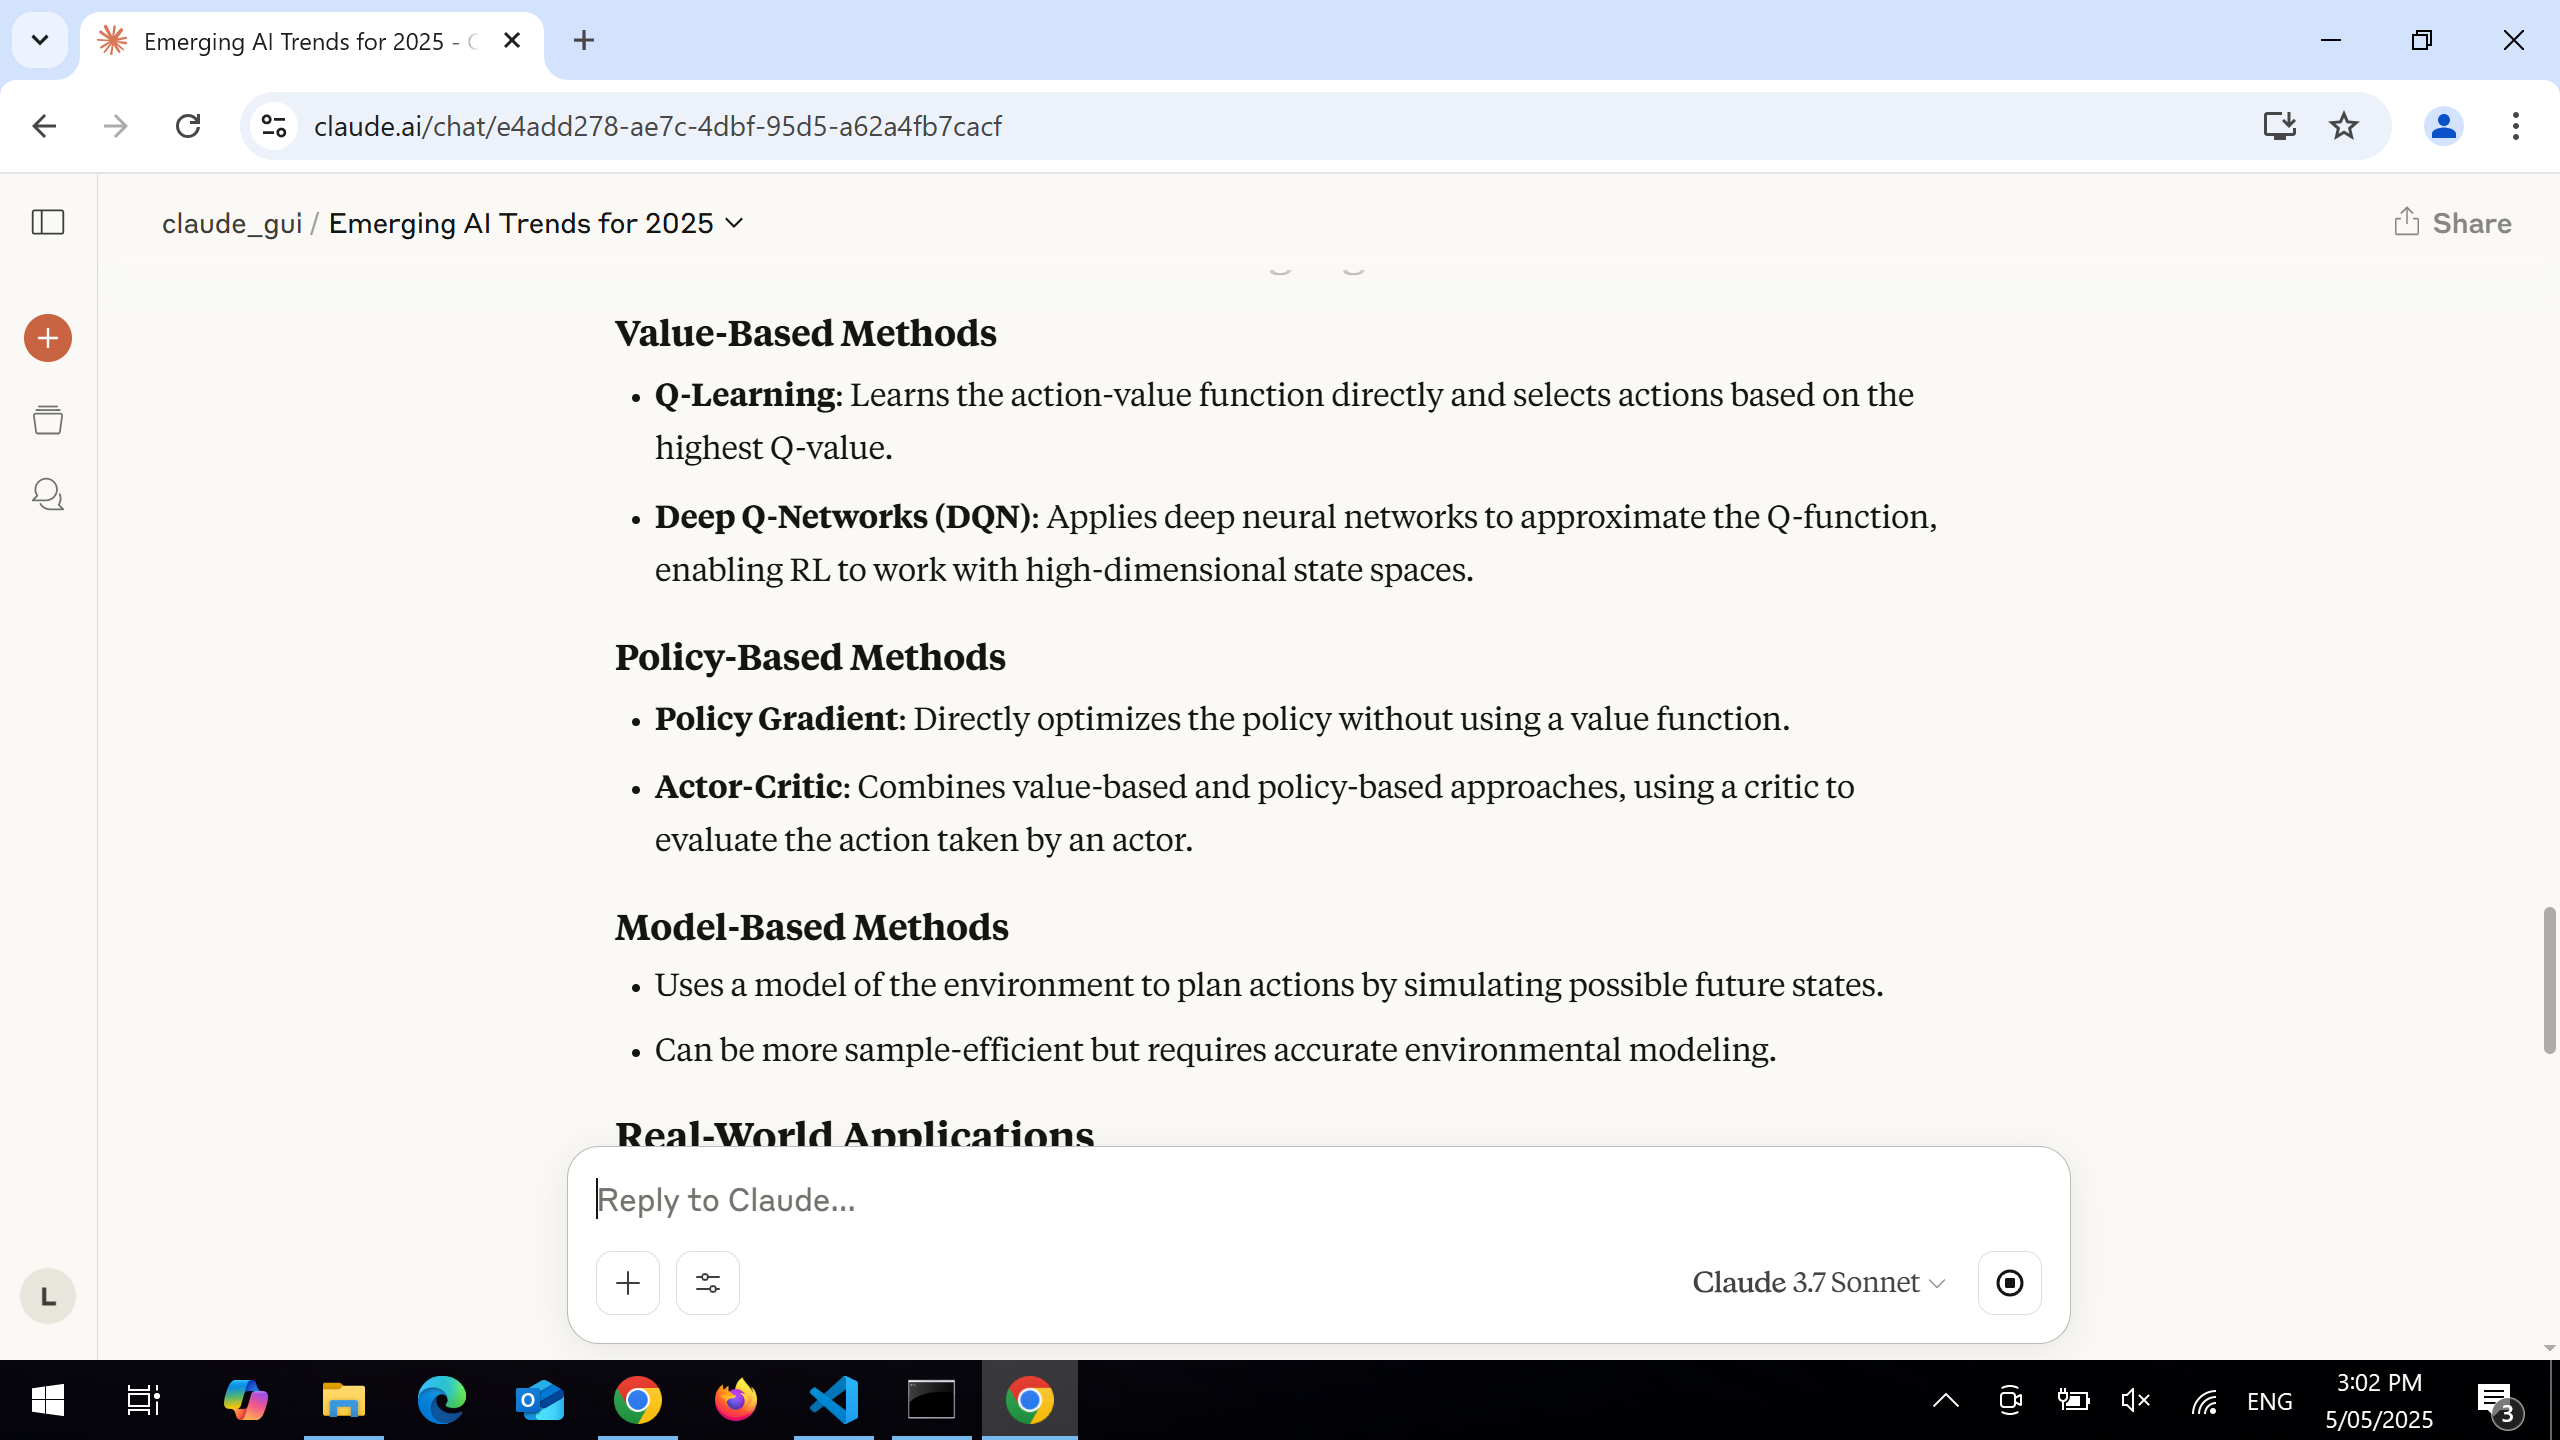 Emerging AI Trends for 2025 -
claude.ai/chat/e4add278-ae7c-4dbf-95d5-a62a4fb7cacf
claude_gui / Emerging AI Trends for 2025
Share
Value-Based Methods
• Q-Learning: Learns the action-value function directly and selects actions based on the
highest Q-value.
• Deep Q-Networks (DQN): Applies deep neural networks to approximate the Q-function,
enabling RL to work with high-dimensional state spaces.
Policy-Based Methods
• Policy Gradient: Directly optimizes the policy without using a value function.
• Actor-Critic: Combines value-based and policy-based approaches, using a critic to
evaluate the action taken by an actor.
Model-Based Methods
• Uses a model of the environment to plan actions by simulating possible future states.
• Can be more sample-efficient but requires accurate environmental modeling.
Real-World Applications
Reply to Claude...
Claude 3.7 Sonnet
L
ENG
3:02 PM
5/05/2025
3